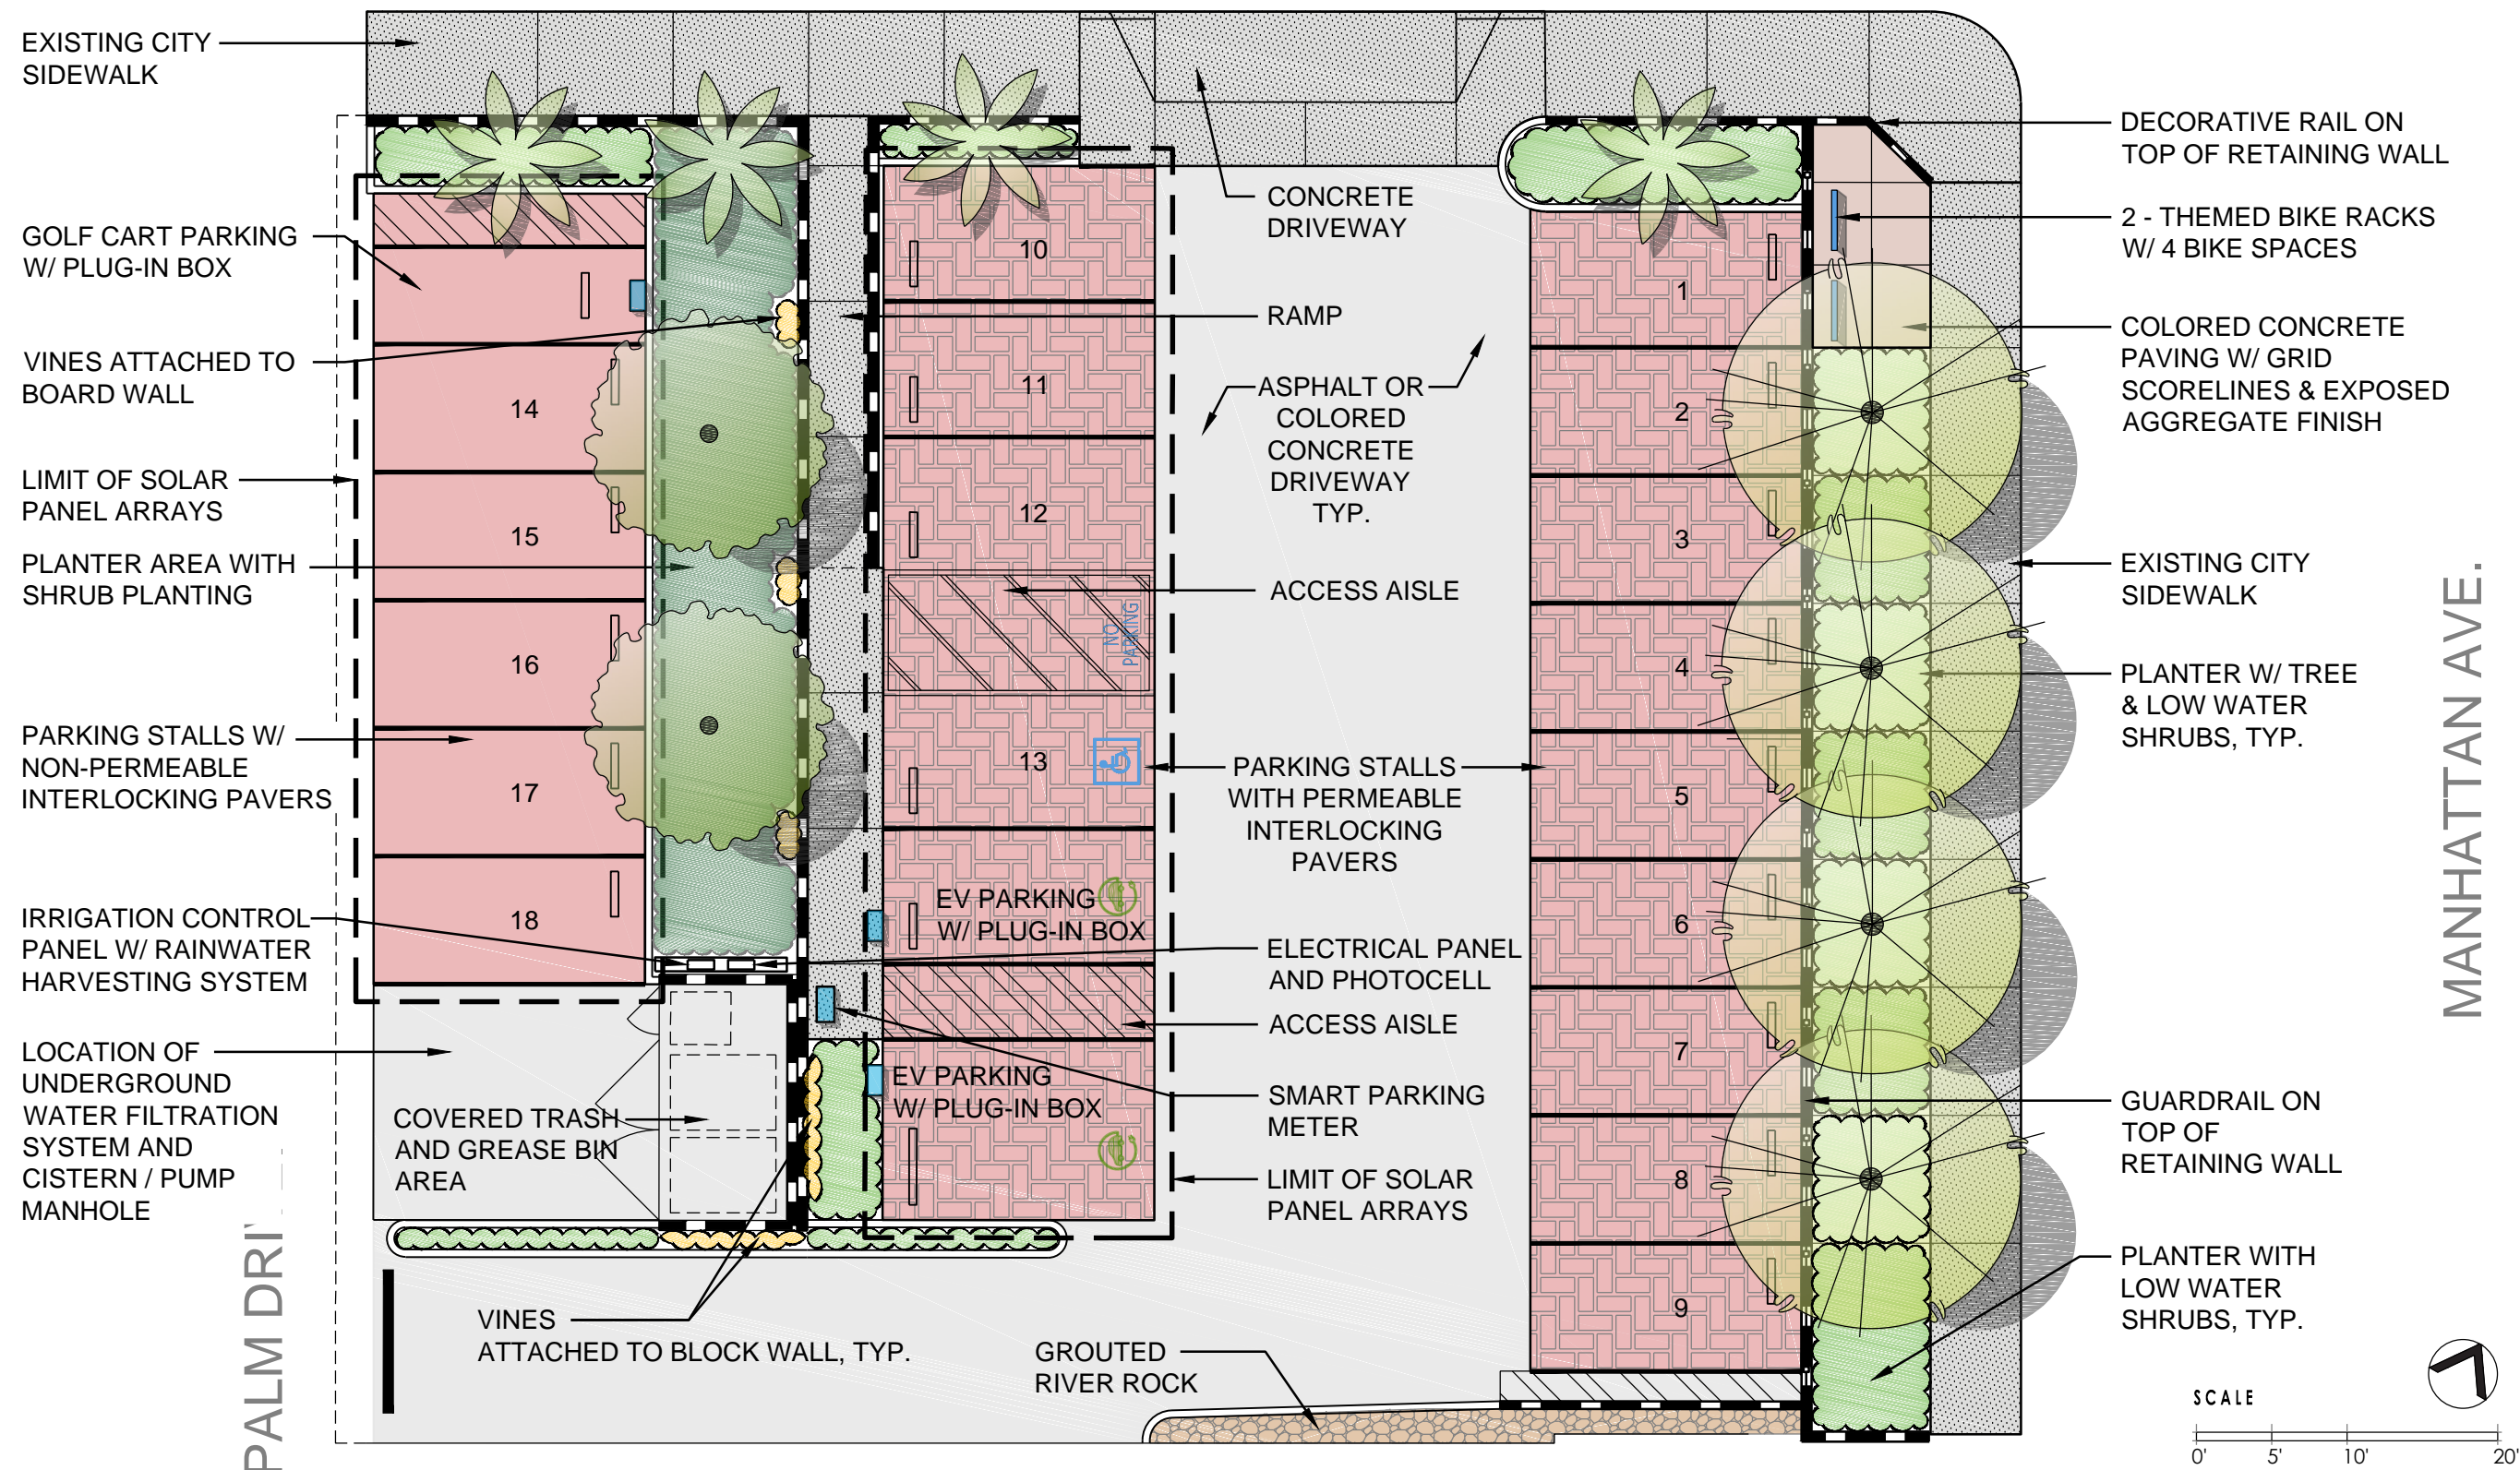 EXISTING CITY
SIDEWALK
GOLF CART PARKING
W/ PLUG-IN BOX
VINES ATTACHED TO
BOARD WALL
LIMIT OF SOLAR
PANEL ARRAYS
PLANTER AREA WITH
SHRUB PLANTING
PARKING STALLS W/
NON-PERMEABLE
INTERLOCKING PAVERS
IRRIGATION CONTROL
PANEL W/ RAINWATER
HARVESTING SYSTEM
LOCATION OF
UNDERGROUND
WATER FILTRATION
SYSTEM AND
CISTERN / PUMP
MANHOLE
PALM DRI
14
15
16
17
18
COVERED TRASH
AND GREASE BIN
AREA
VINES
ATTACHED TO BLOCK WALL, TYP.
10
11
12
NO
PARKING
13
EV PARKING
W/ PLUG-IN BOX
EV PARKING
W/ PLUG-IN BOX
CONCRETE
DRIVEWAY
RAMP
ASPHALT OR
COLORED
CONCRETE
DRIVEWAY
TYP.
ACCESS AISLE
PARKING STALLS
WITH PERMEABLE
INTERLOCKING
PAVERS
ELECTRICAL PANEL
AND PHOTOCELL
ACCESS AISLE
SMART PARKING
METER
LIMIT OF SOLAR
PANEL ARRAYS
GROUTED
RIVER ROCK
1
2
3
4
5
6
7
8
9
DECORATIVE RAIL ON
TOP OF RETAINING WALL
2 - THEMED BIKE RACKS
W/ 4 BIKE SPACES
COLORED CONCRETE
PAVING W/ GRID
SCORELINES & EXPOSED
AGGREGATE FINISH
EXISTING CITY
SIDEWALK
PLANTER W/ TREE
& LOW WATER
SHRUBS, TYP.
GUARDRAIL ON
TOP OF
RETAINING WALL
PLANTER WITH
LOW WATER
SHRUBS, TYP.
MANHATTAN AVE.
SCALE
0' 5' 10' 20'